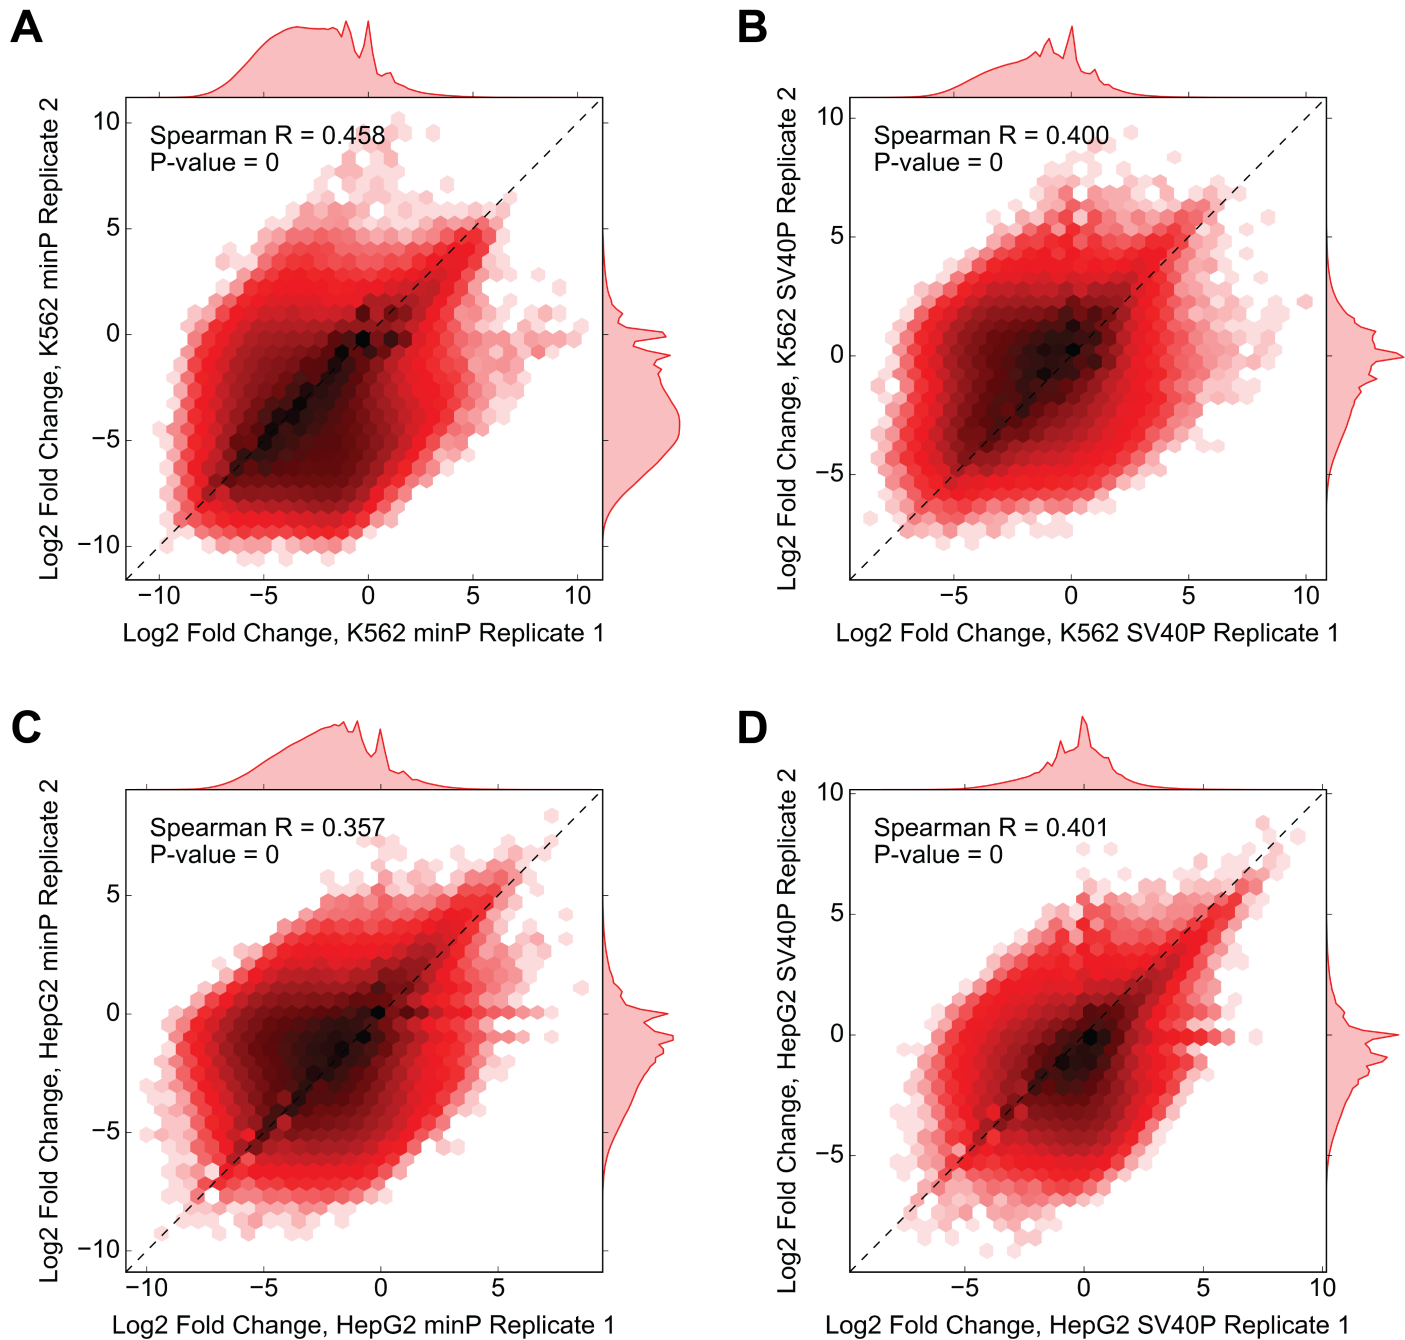 A
Spearman R = 0.458
P-value = 0
Log2 Fold Change, K562 minP Replicate 2
10
5
0
−5
−10
−10 −5 0 5 10
Log2 Fold Change, K562 minP Replicate 1
B
Spearman R = 0.400
P-value = 0
Log2 Fold Change, K562 SV40P Replicate 2
10
5
0
−5
−5 0 5 10
Log2 Fold Change, K562 SV40P Replicate 1
C
Spearman R = 0.357
P-value = 0
Log2 Fold Change, HepG2 minP Replicate 2
5
0
−5
−10
−10 −5 0 5
Log2 Fold Change, HepG2 minP Replicate 1
D
Spearman R = 0.401
P-value = 0
Log2 Fold Change, HepG2 SV40P Replicate 2
10
5
0
−5
−5 0 5 10
Log2 Fold Change, HepG2 SV40P Replicate 1